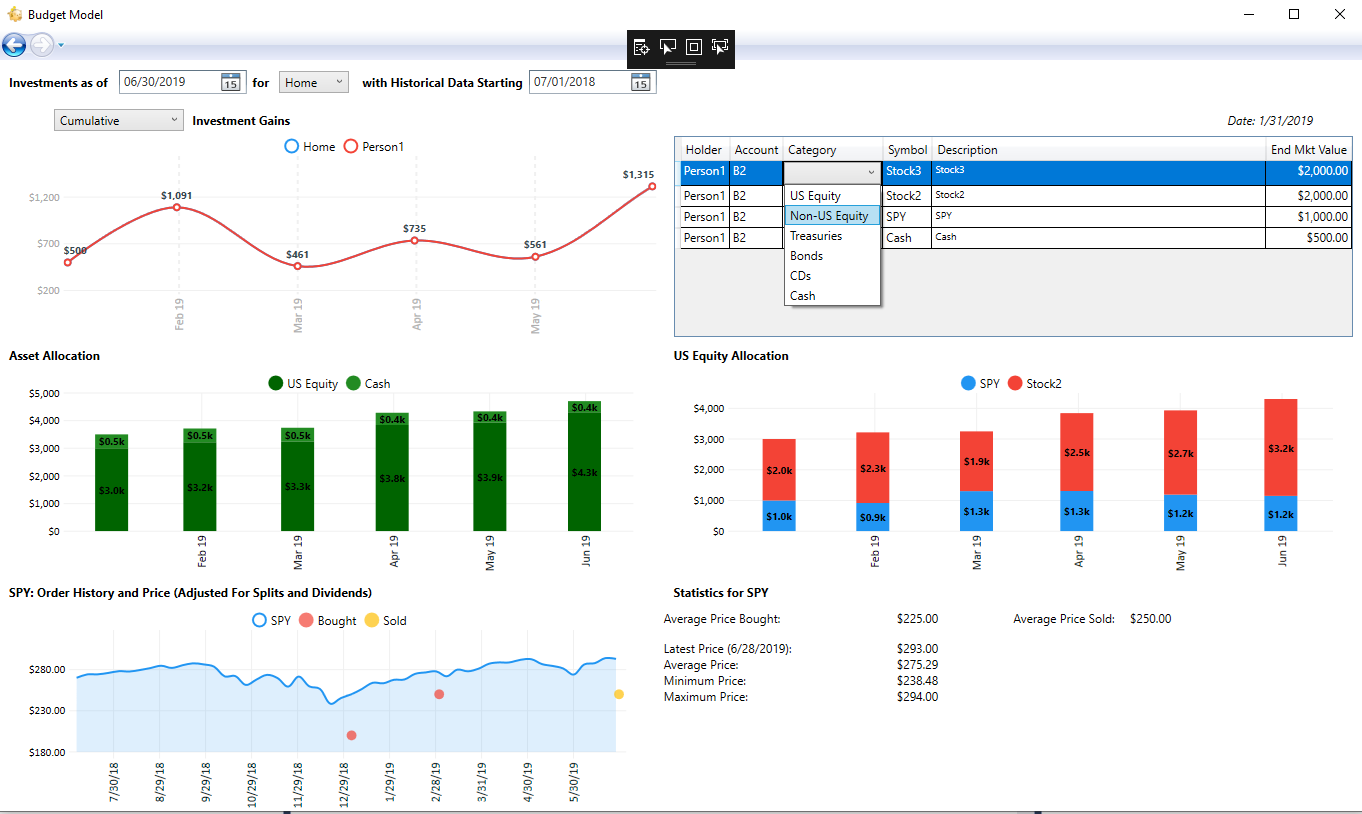 Budget Model
Investments as of 06/30/2019 15 for Home with Historical Data Starting 07/01/2018 15
Cumulative Investment Gains
Home Person1
$1,200
$700
$200
$500
$1,091
$461
$735
$561
$1,315
Feb 19
Mar 19
Apr 19
May 19
Date: 1/31/2019
Holder Account Category Symbol Description End Mkt Value
Person1 B2 Stock3 Stock3 $2,000.00
Person1 B2 US Equity Stock2 Stock2 $2,000.00
Person1 B2 Non-US Equity SPY SPY $1,000.00
Person1 B2 Treasuries Cash Cash $500.00
Bonds
CDs
Cash
Asset Allocation
US Equity Cash
$5,000
$4,000
$3,000
$2,000
$1,000
$0
$0.5k $0.5k $0.5k $0.4k $0.4k $0.4k
$3.0k $3.2k $3.3k $3.8k $3.9k $4.3k
Feb 19
Mar 19
Apr 19
May 19
Jun 19
US Equity Allocation
SPY Stock2
$4,000
$3,000
$2,000
$1,000
$0
$2.0k $2.3k $1.9k $2.5k $2.7k $3.2k
$1.0k $0.9k $1.3k $1.3k $1.2k $1.2k
Feb 19
Mar 19
Apr 19
May 19
Jun 19
SPY: Order History and Price (Adjusted For Splits and Dividends)
SPY Bought Sold
$280.00
$230.00
$180.00
7/30/18
8/29/18
9/29/18
10/29/18
11/29/18
12/29/18
1/29/19
2/28/19
3/31/19
4/30/19
5/30/19
Statistics for SPY
Average Price Bought: $225.00 Average Price Sold: $250.00
Latest Price (6/28/2019): $293.00
Average Price: $275.29
Minimum Price: $238.48
Maximum Price: $294.00